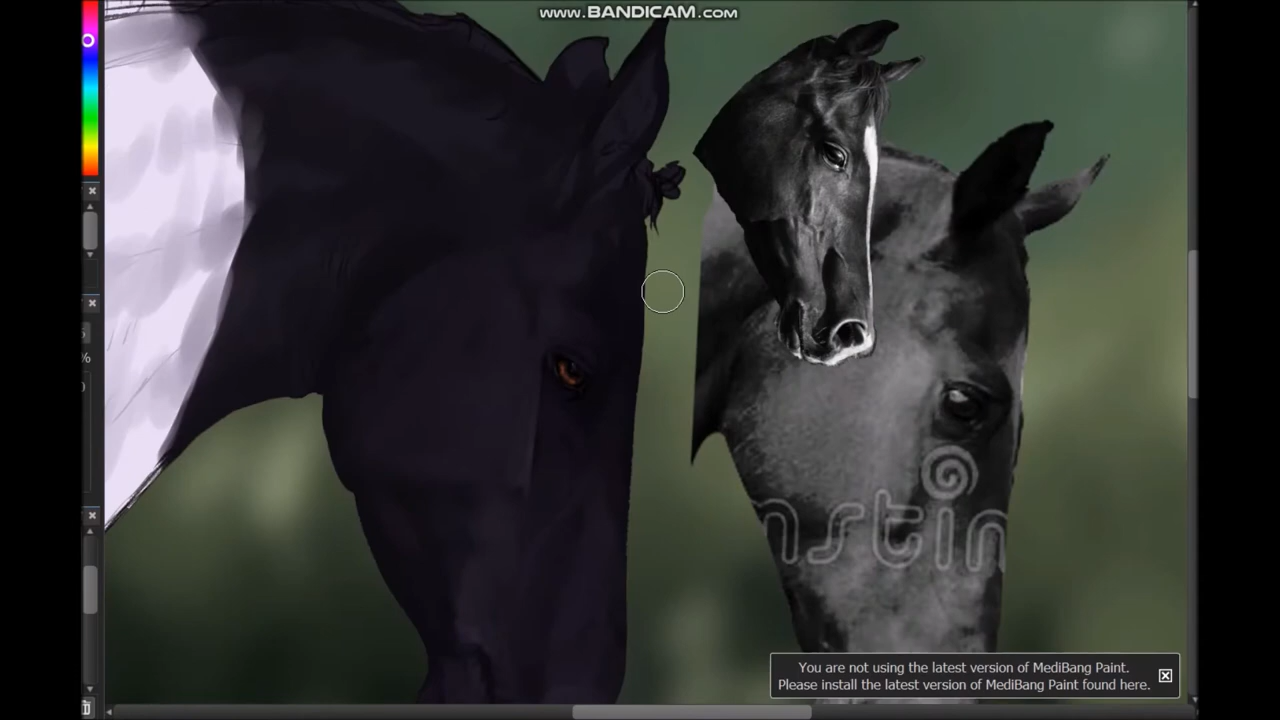 www.BANDICAM.com
%
nstin
You are not using the latest version of MediBang Paint.
Please install the latest version of MediBang Paint found here.